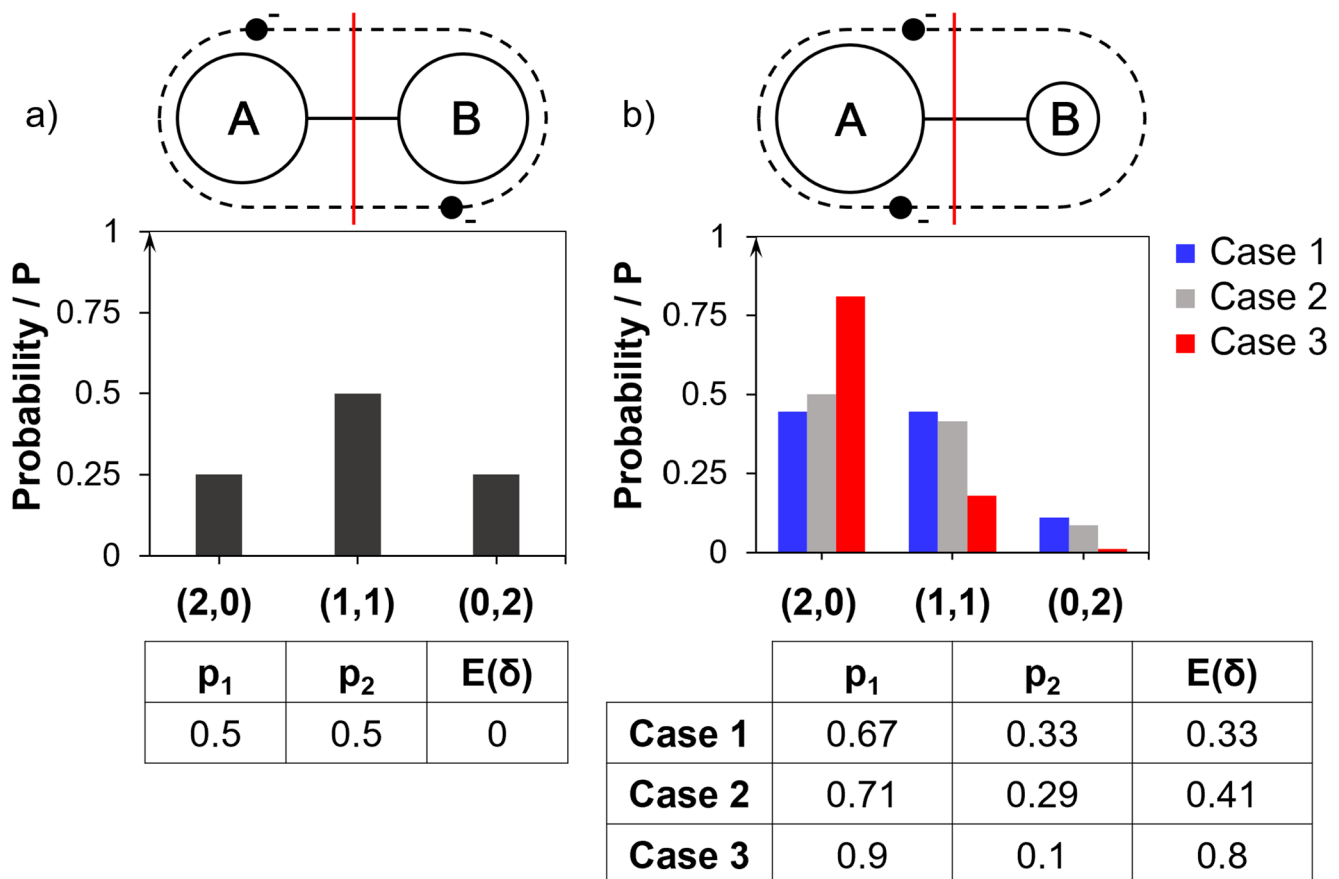 a)
A
B
-
-
Probability / P
1
0.75
0.5
0.25
0
(2,0) (1,1) (0,2)
p₁ p₂ E(δ)
0.5 0.5 0
b)
A
B
-
-
Probability / P
1
0.75
0.5
0.25
0
(2,0) (1,1) (0,2)
Case 1
Case 2
Case 3
p₁ p₂ E(δ)
Case 1 0.67 0.33 0.33
Case 2 0.71 0.29 0.41
Case 3 0.9 0.1 0.8